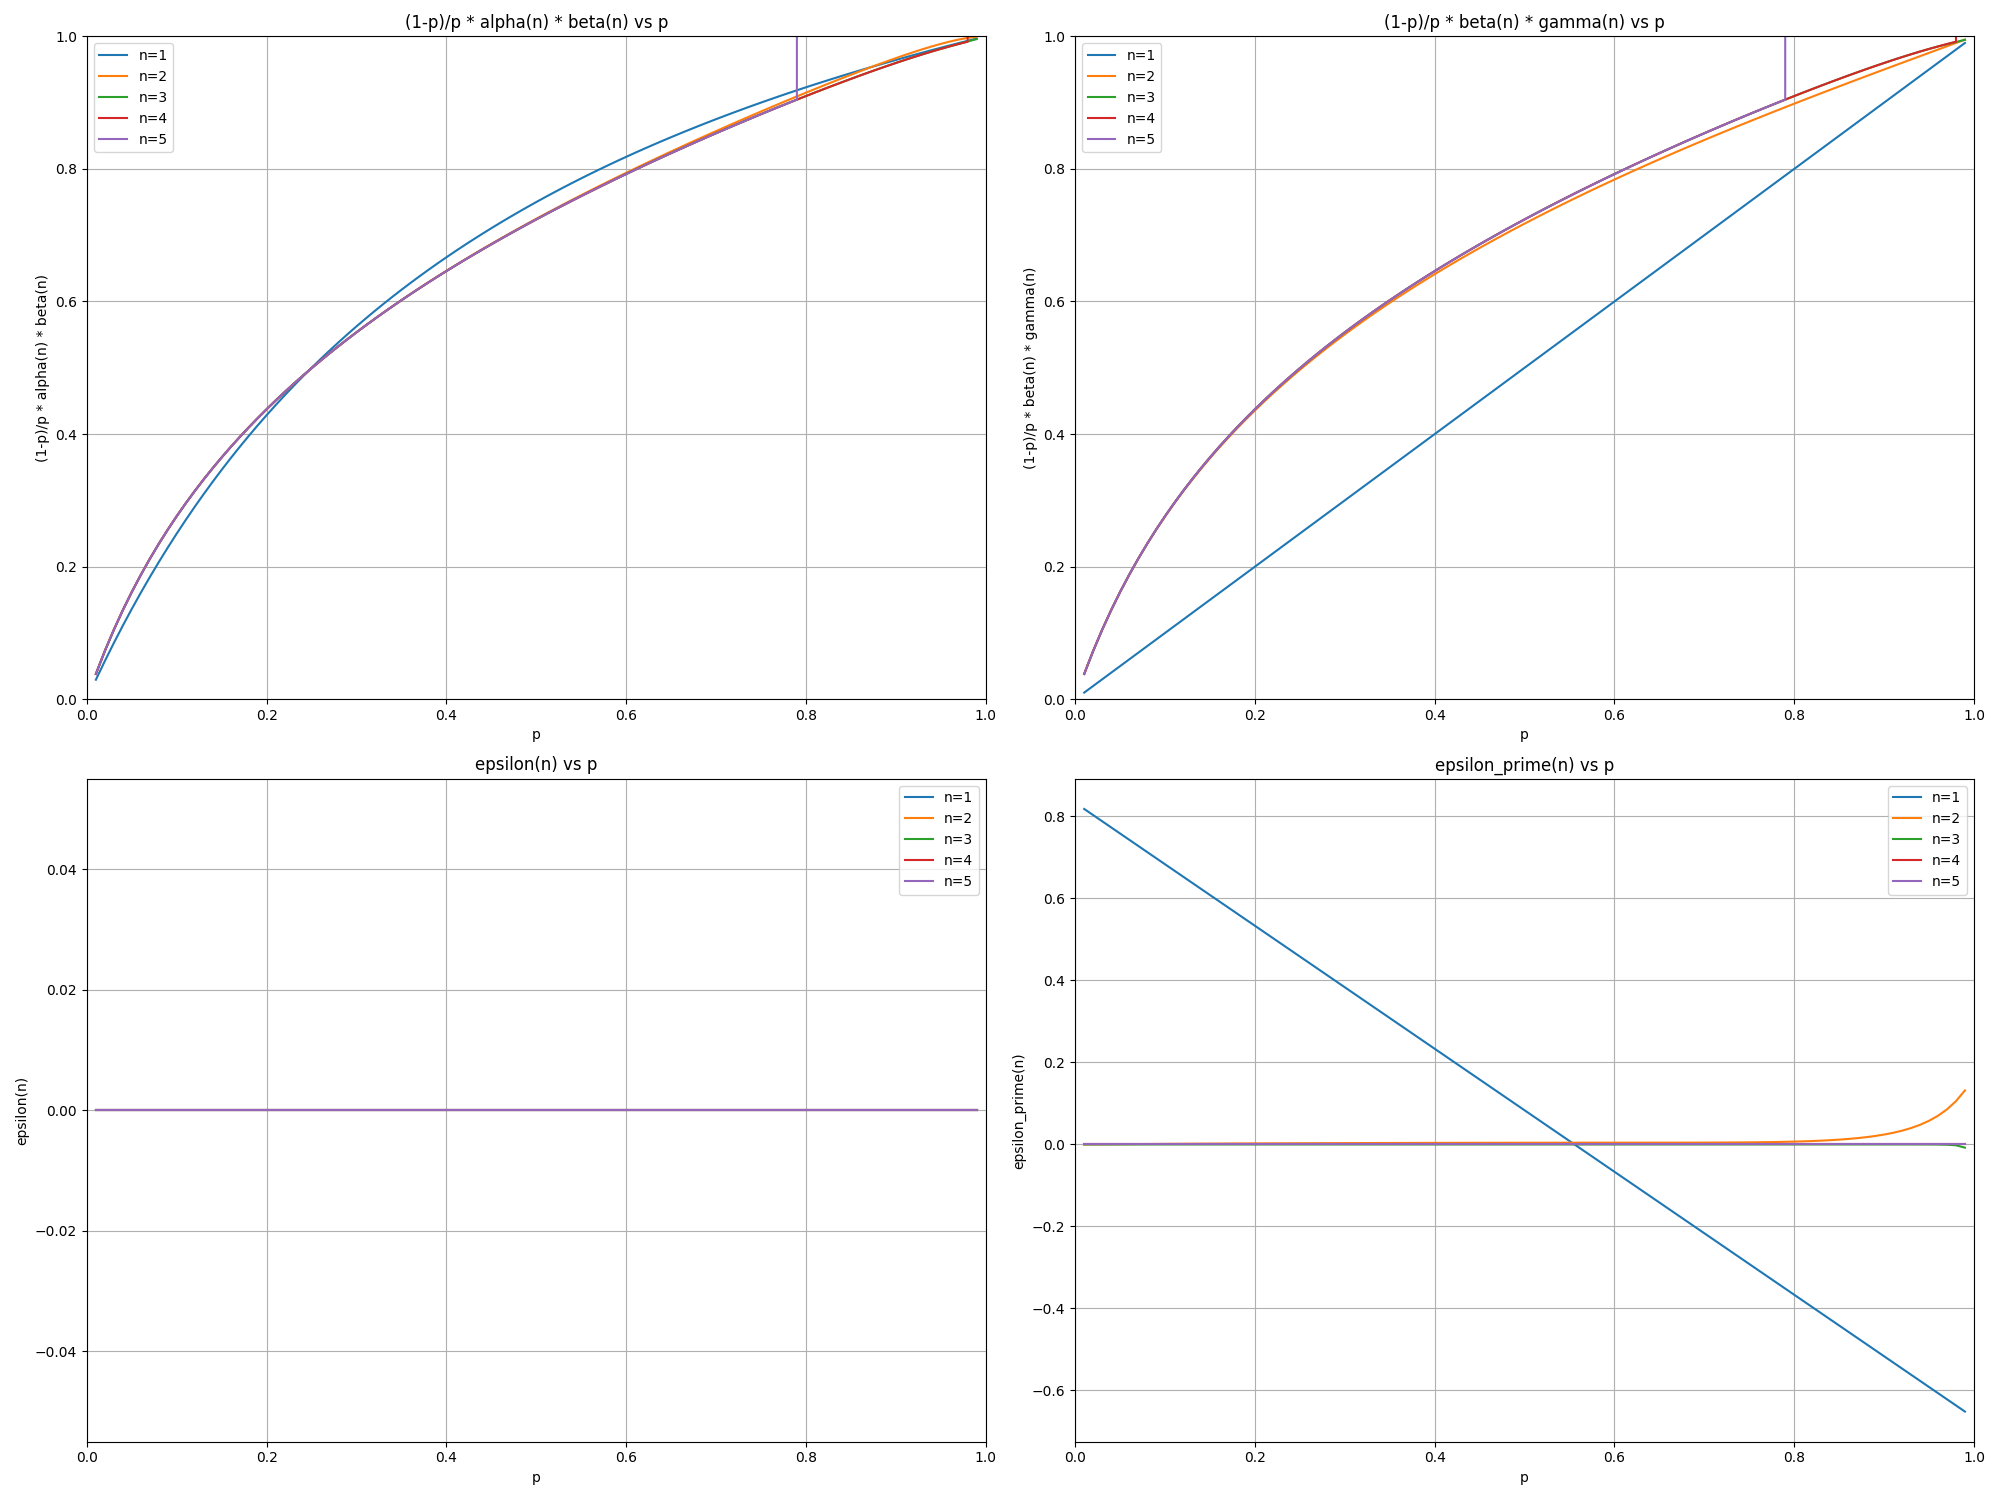 (1-p)/p * alpha(n) * beta(n) vs p
(1-p)/p * alpha(n) * beta(n)
1.0
0.8
0.6
0.4
0.2
0.0
n=1
n=2
n=3
n=4
n=5
0.0 0.2 0.4 0.6 0.8 1.0
p
(1-p)/p * beta(n) * gamma(n) vs p
(1-p)/p * beta(n) * gamma(n)
1.0
0.8
0.6
0.4
0.2
0.0
n=1
n=2
n=3
n=4
n=5
0.0 0.2 0.4 0.6 0.8 1.0
p
epsilon(n) vs p
epsilon(n)
0.04
0.02
0.00
−0.02
−0.04
n=1
n=2
n=3
n=4
n=5
0.0 0.2 0.4 0.6 0.8 1.0
p
epsilon_prime(n) vs p
epsilon_prime(n)
0.8
0.6
0.4
0.2
0.0
−0.2
−0.4
−0.6
n=1
n=2
n=3
n=4
n=5
0.0 0.2 0.4 0.6 0.8 1.0
p